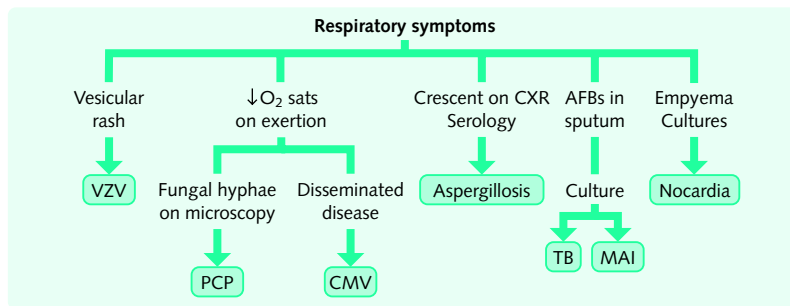 Respiratory symptoms
Vesicular
rash
VZV
↓O₂ sats
on exertion
Fungal hyphae
on microscopy
PCP
Disseminated
disease
CMV
Crescent on CXR
Serology
Aspergillosis
AFBs in
sputum
Culture
TB
MAI
Empyema
Cultures
Nocardia